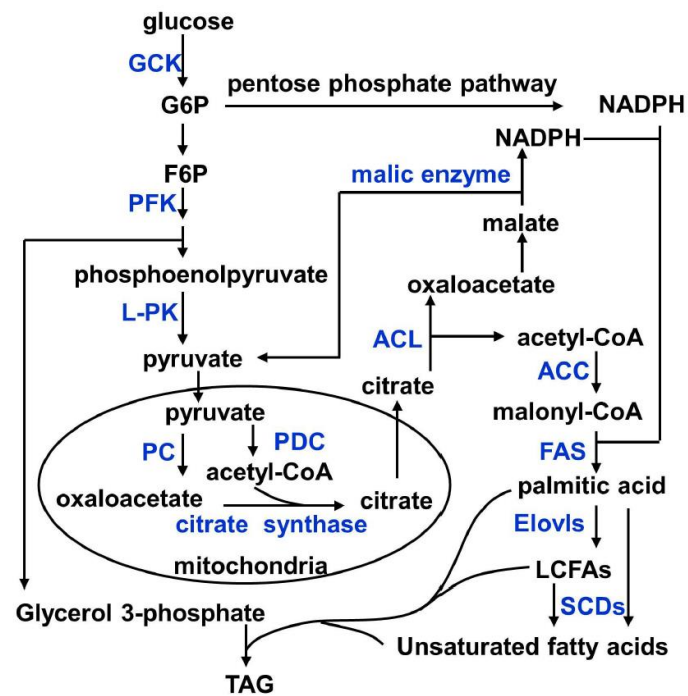 glucose
GCK
pentose phosphate pathway
G6P
NADPH
NADPH
F6P
malic enzyme
PFK
malate
phosphoenolpyruvate
oxaloacetate
L-PK
ACL
acetyl-CoA
pyruvate
ACC
citrate
pyruvate
malonyl-CoA
PC
PDC
FAS
acetyl-CoA
palmitic acid
oxaloacetate
citrate
citrate synthase
Elovls
mitochondria
LCFAs
SCDs
Glycerol 3-phosphate
Unsaturated fatty acids
TAG